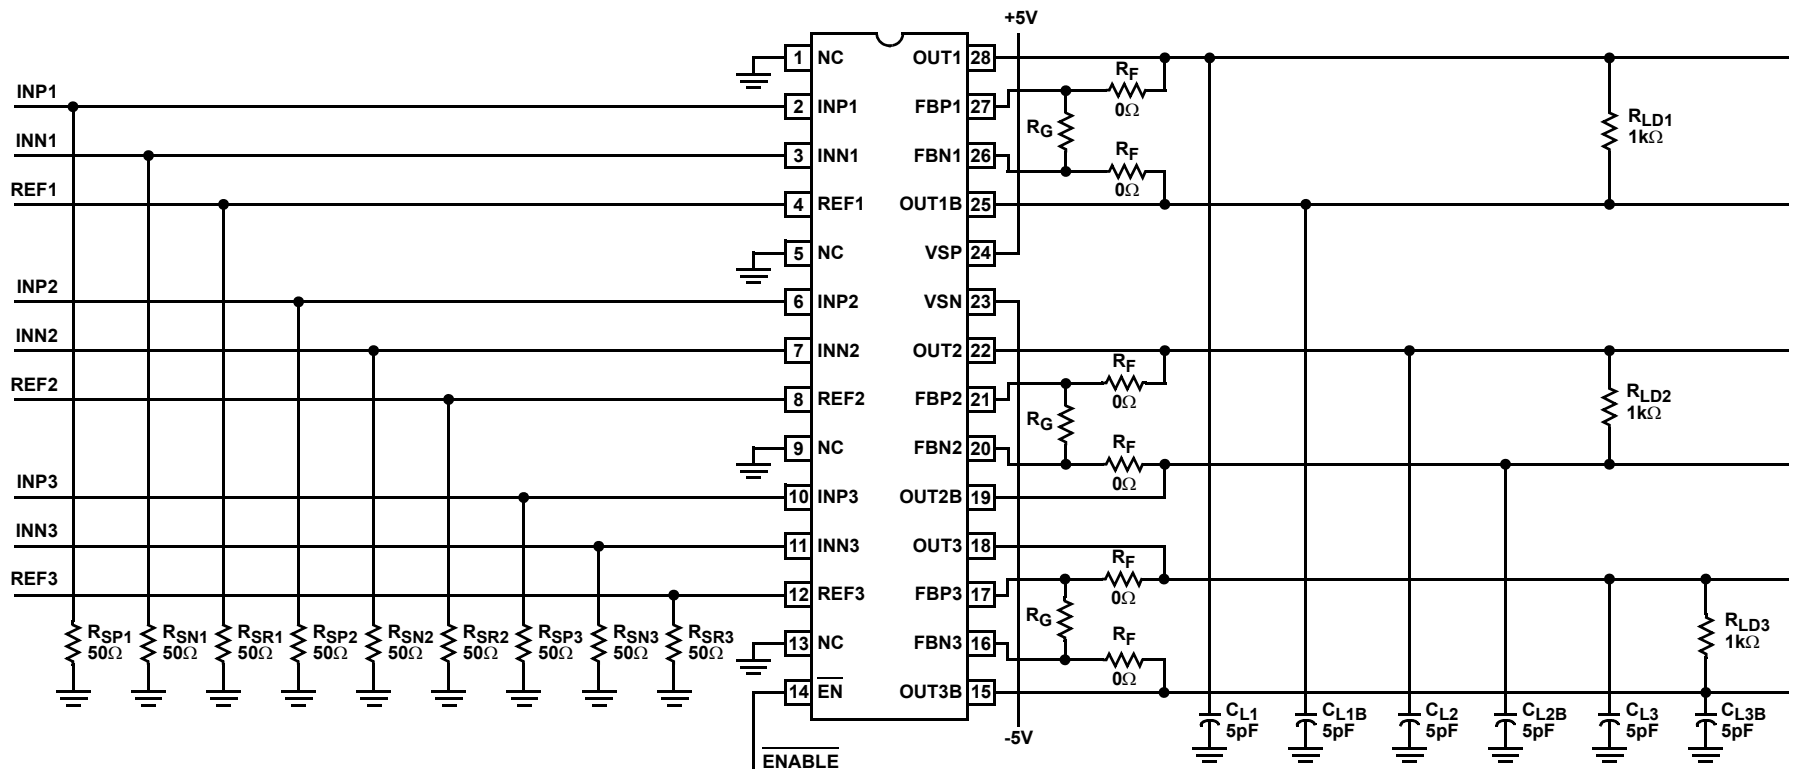 +5V
1 NC OUT1 28
INP1
2 INP1 FBP1 27
RF
0Ω
RG
RLD1
1kΩ
INN1
3 INN1 FBN1 26
RF
0Ω
REF1
4 REF1 OUT1B 25
5 NC VSP 24
INP2
6 INP2 VSN 23
INN2
7 INN2 OUT2 22
RF
0Ω
REF2
8 REF2 FBP2 21
RG
RLD2
1kΩ
9 NC FBN2 20
RF
0Ω
INP3
10 INP3 OUT2B 19
INN3
11 INN3 OUT3 18
RF
0Ω
REF3
12 REF3 FBP3 17
RG
RLD3
1kΩ
RSP1 RSN1 RSR1 RSP2 RSN2 RSR2 RSP3 RSN3 RSR3
50Ω 50Ω 50Ω 50Ω 50Ω 50Ω 50Ω 50Ω 50Ω
13 NC FBN3 16
RF
0Ω
14 EN OUT3B 15
CL1 CL1B CL2 CL2B CL3 CL3B
5pF 5pF 5pF 5pF 5pF 5pF
-5V
ENABLE